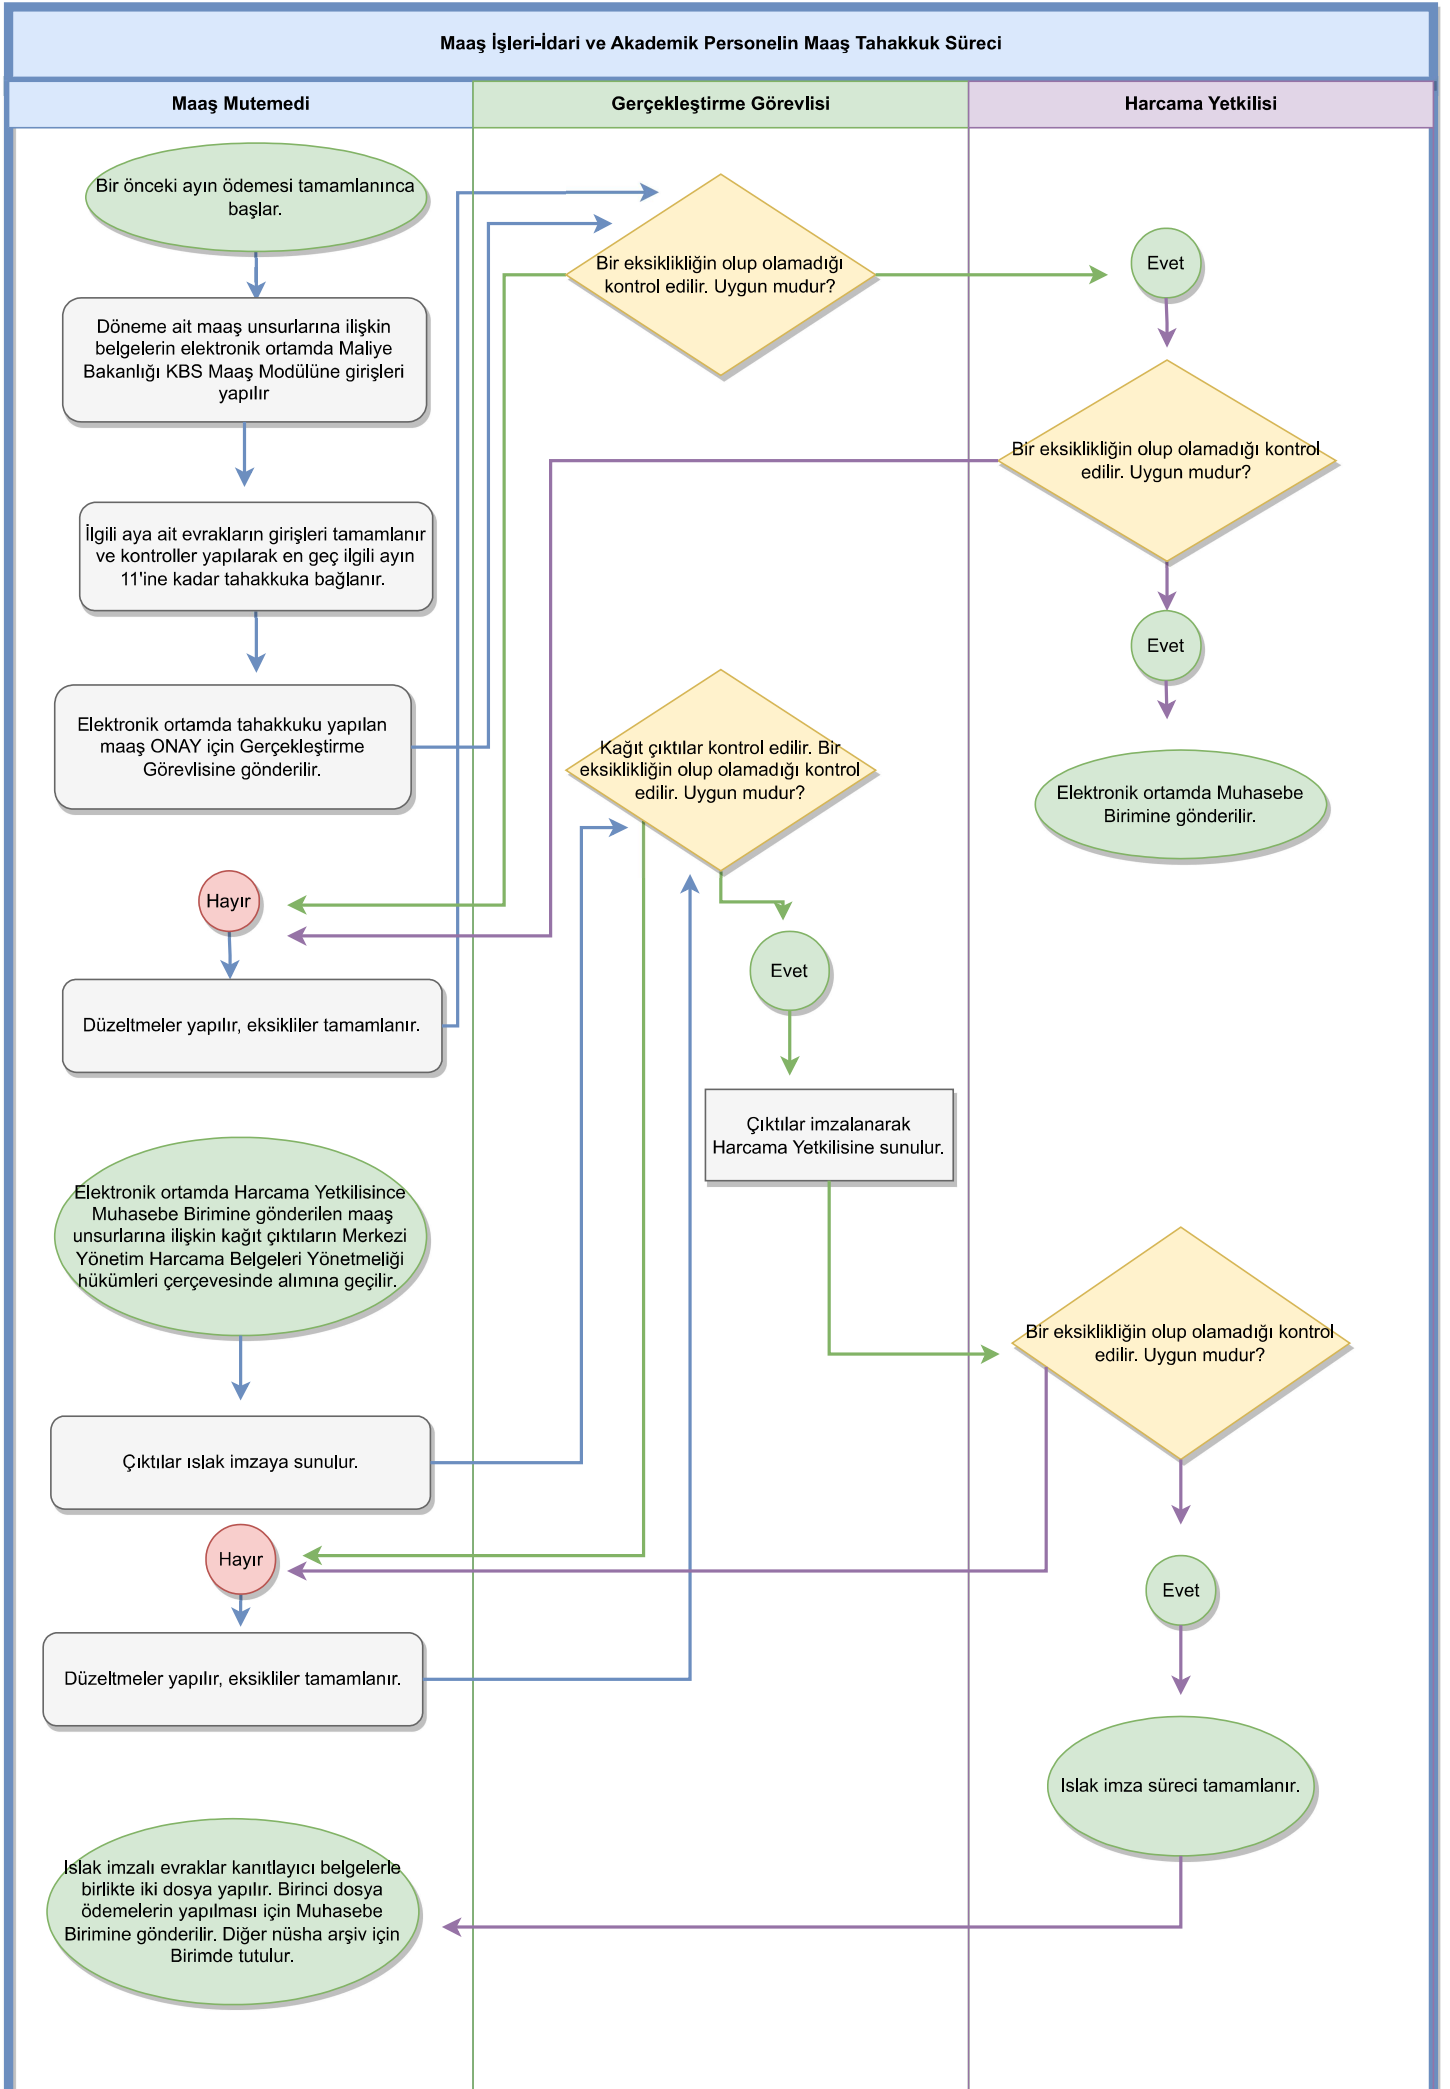 Maaş İşleri-İdari ve Akademik Personelin Maaş Tahakkuk Süreci
Maaş Mutemedi
Gerçekleştirme Görevlisi
Harcama Yetkilisi
Bir önceki ayın ödemesi tamamlanınca
başlar.
Döneme ait maaş unsurlarına ilişkin
belgelerin elektronik ortamda Maliye
Bakanlığı KBS Maaş Modülüne girişleri
yapılır
İlgili aya ait evrakların girişleri tamamlanır
ve kontroller yapılarak en geç ilgili ayın
11'ine kadar tahakkuka bağlanır.
Elektronik ortamda tahakkuku yapılan
maaş ONAY için Gerçekleştirme
Görevlisine gönderilir.
Hayır
Düzeltmeler yapılır, eksikliler tamamlanır.
Elektronik ortamda Harcama Yetkilisince
Muhasebe Birimine gönderilen maaş
unsurlarına ilişkin kağıt çıktıların Merkezi
Yönetim Harcama Belgeleri Yönetmeliği
hükümleri çerçevesinde alımına geçilir.
Çıktılar ıslak imzaya sunulur.
Hayır
Düzeltmeler yapılır, eksikliler tamamlanır.
Islak imzalı evraklar kanıtlayıcı belgelerle
birlikte iki dosya yapılır. Birinci dosya
ödemelerin yapılması için Muhasebe
Birimine gönderilir. Diğer nüsha arşiv için
Birimde tutulur.
Bir eksiklikliğin olup olamadığı
kontrol edilir. Uygun mudur?
Kağıt çıktılar kontrol edilir. Bir
eksiklikliğin olup olamadığı kontrol
edilir. Uygun mudur?
Evet
Çıktılar imzalanarak
Harcama Yetkilisine sunulur.
Evet
Bir eksiklikliğin olup olamadığı kontrol
edilir. Uygun mudur?
Evet
Elektronik ortamda Muhasebe
Birimine gönderilir.
Bir eksiklikliğin olup olamadığı kontrol
edilir. Uygun mudur?
Evet
Islak imza süreci tamamlanır.